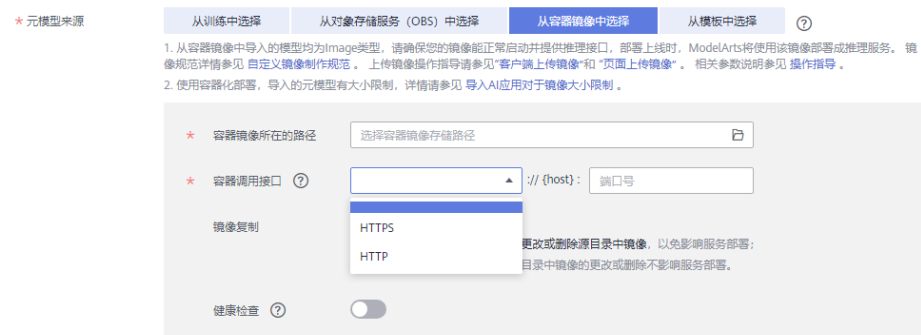 * 元模型来源 从训练中选择 从对象存储服务（OBS）中选择 从容器镜像中选择 从模板中选择 ?
1. 从容器镜像中导入的模型均为Image类型，请确保您的镜像能正常启动并提供推理接口，部署上线时，ModelArts将使用该镜像部署成推理服务。 镜
像规范详情参见 自定义镜像制作规范 。 上传镜像操作指导请参见"客户端上传镜像"和 "页面上传镜像" 。 相关参数说明参见 操作指导 。
2. 使用容器化部署，导入的元模型有大小限制，详情请参见 导入AI应用对于镜像大小限制 。
* 容器镜像所在的路径 选择容器镜像存储路径
* 容器调用接口 ? :// {host} : 端口号
镜像复制
HTTPS
更改或删除源目录中镜像，以免影响服务部署；
HTTP
目录中镜像的更改或删除不影响服务部署。
健康检查 ?